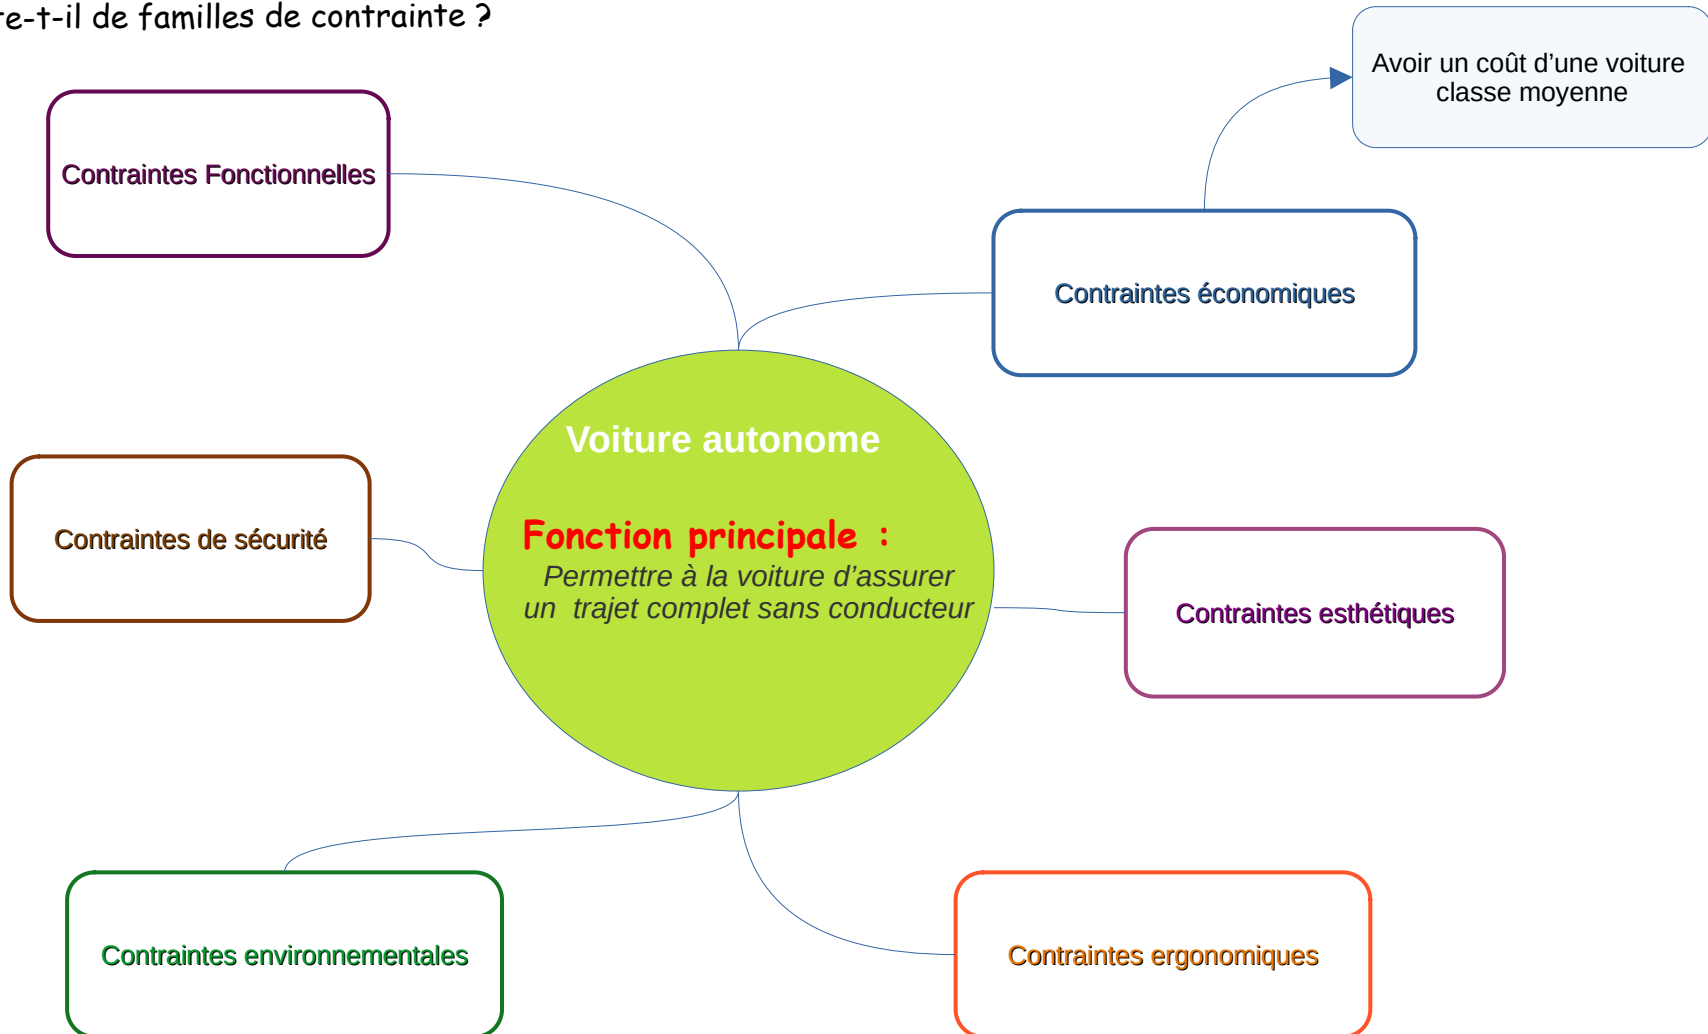 te-t-il de familles de contrainte ?
Avoir un coût d’une voiture
classe moyenne
Contraintes Fonctionnelles
Contraintes économiques
Voiture autonome
Fonction principale :
Permettre à la voiture d’assurer
un trajet complet sans conducteur
Contraintes de sécurité
Contraintes esthétiques
Contraintes environnementales
Contraintes ergonomiques